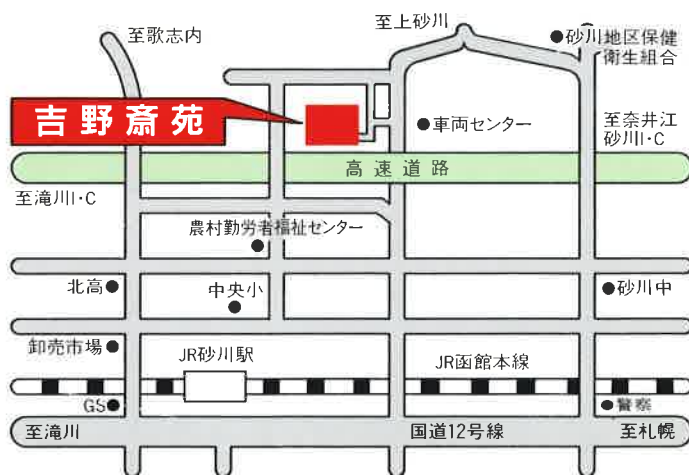 至上砂川
至歌志内
砂川地区保健
衛生組合
吉野斎苑
車両センター
至奈井江
砂川I・C
高速道路
至滝川I・C
農村勤労者福祉センター
北高
中央小
砂川中
卸売市場
JR砂川駅
JR函館本線
GS
警察
至滝川
国道12号線
至札幌